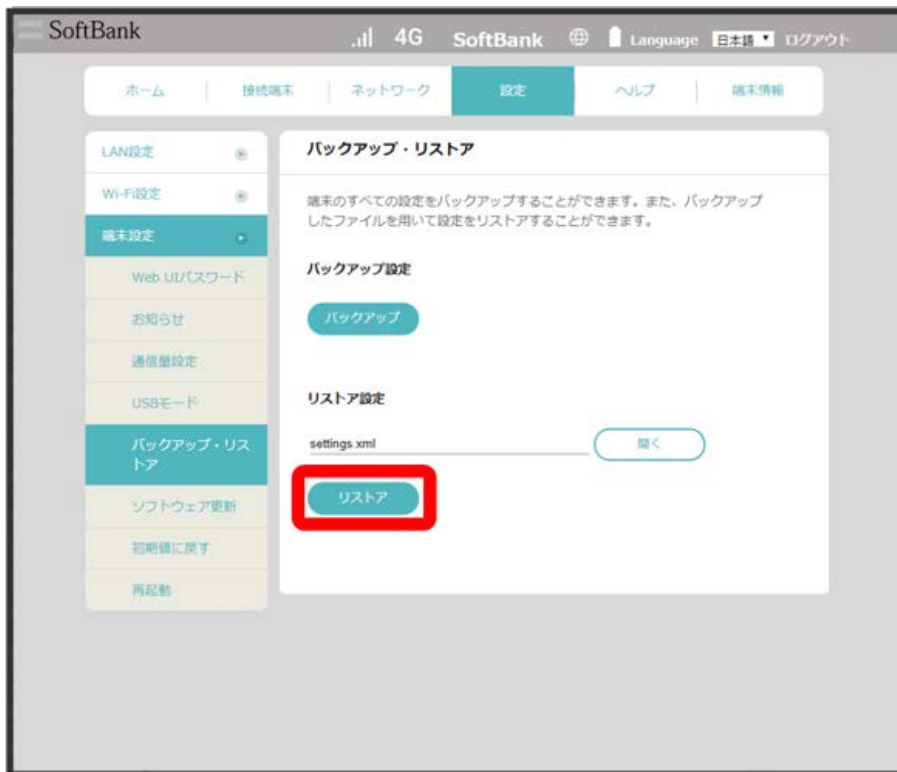 SoftBank
4G SoftBank Language 日本語 ログアウト
ホーム 接続端末 ネットワーク 設定 ヘルプ 端末情報
LAN設定
Wi-Fi設定
端末設定
Web UIパスワード
お知らせ
通信量設定
USBモード
バックアップ・リス
トア
ソフトウェア更新
初期値に戻す
再起動
バックアップ・リストア
端末のすべての設定をバックアップすることができます。また、バックアップ
したファイルを用いて設定をリストアすることができます。
バックアップ設定
バックアップ
リストア設定
settings.xml 開く
リストア